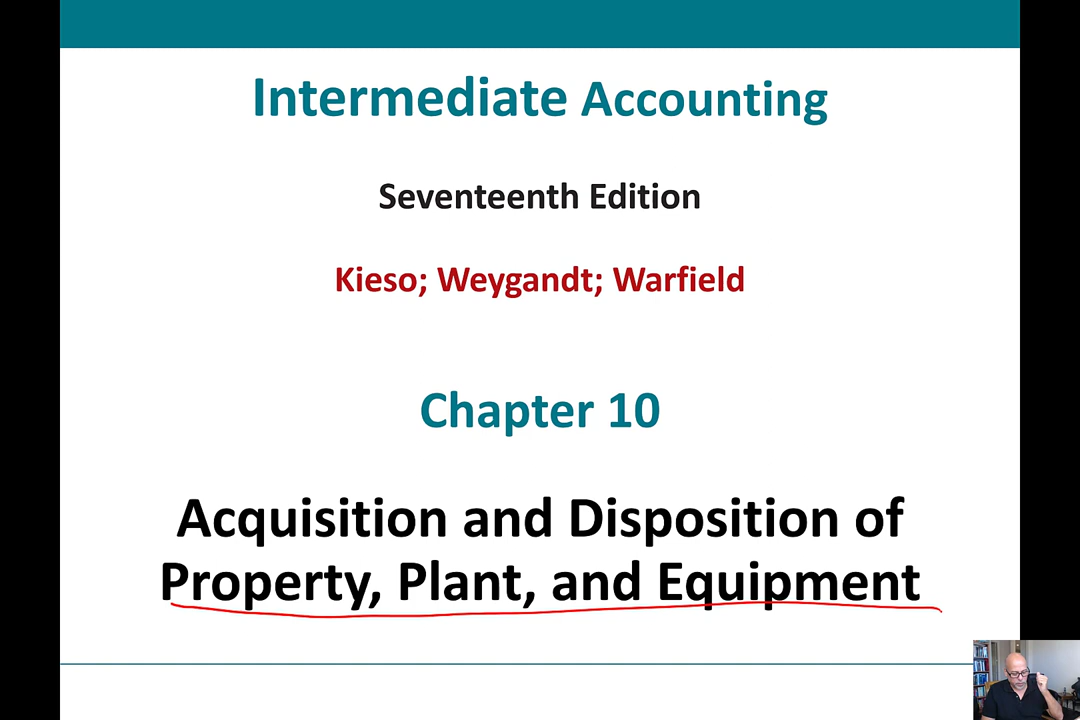 Intermediate Accounting
Seventeenth Edition
Kieso; Weygandt; Warfield
Chapter 10
Acquisition and Disposition of
Property, Plant, and Equipment